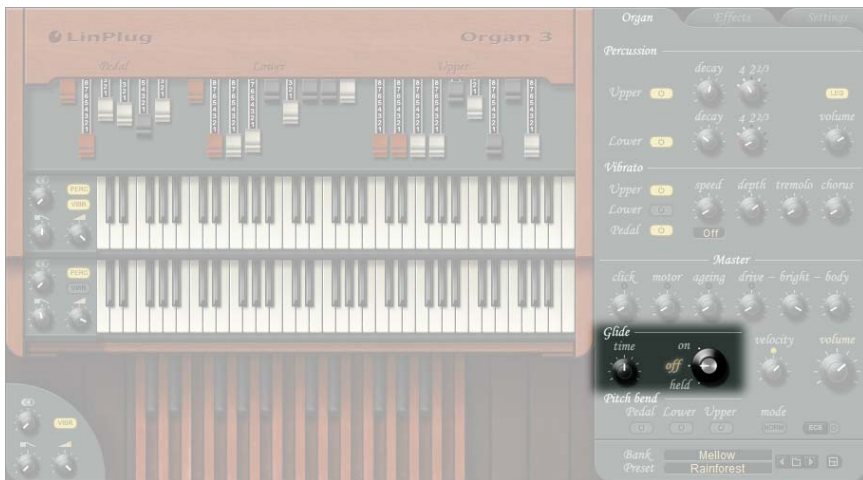 Organ Effects Settings
LinPlug Organ 3
Pedal Lower Upper
Percussion
decay 4 2 2/3
Upper LEG
decay 4 2 2/3 volume
Lower
Vibrato
Upper speed depth tremolo chorus
Lower
Pedal Off
PERC
VIBR
Master
click motor ageing drive – bright – body
PERC
VIBR
Glide
time on velocity volume
off
held
Pitch bend
Pedal Lower Upper mode
NORM
VIBR
Bank Mellow
Preset Rainforest